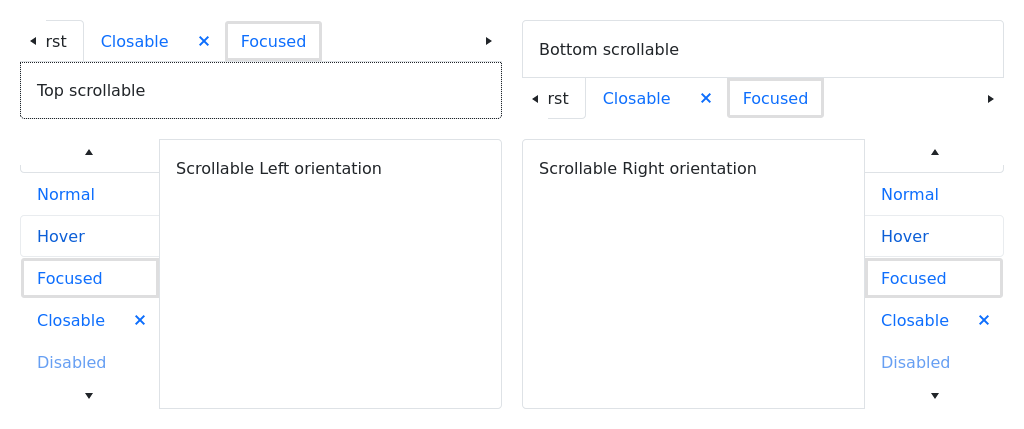 rst Closable × Focused
Top scrollable
Bottom scrollable
rst Closable × Focused
Scrollable Left orientation
Normal
Hover
Focused
Closable ×
Disabled
Scrollable Right orientation
Normal
Hover
Focused
Closable ×
Disabled